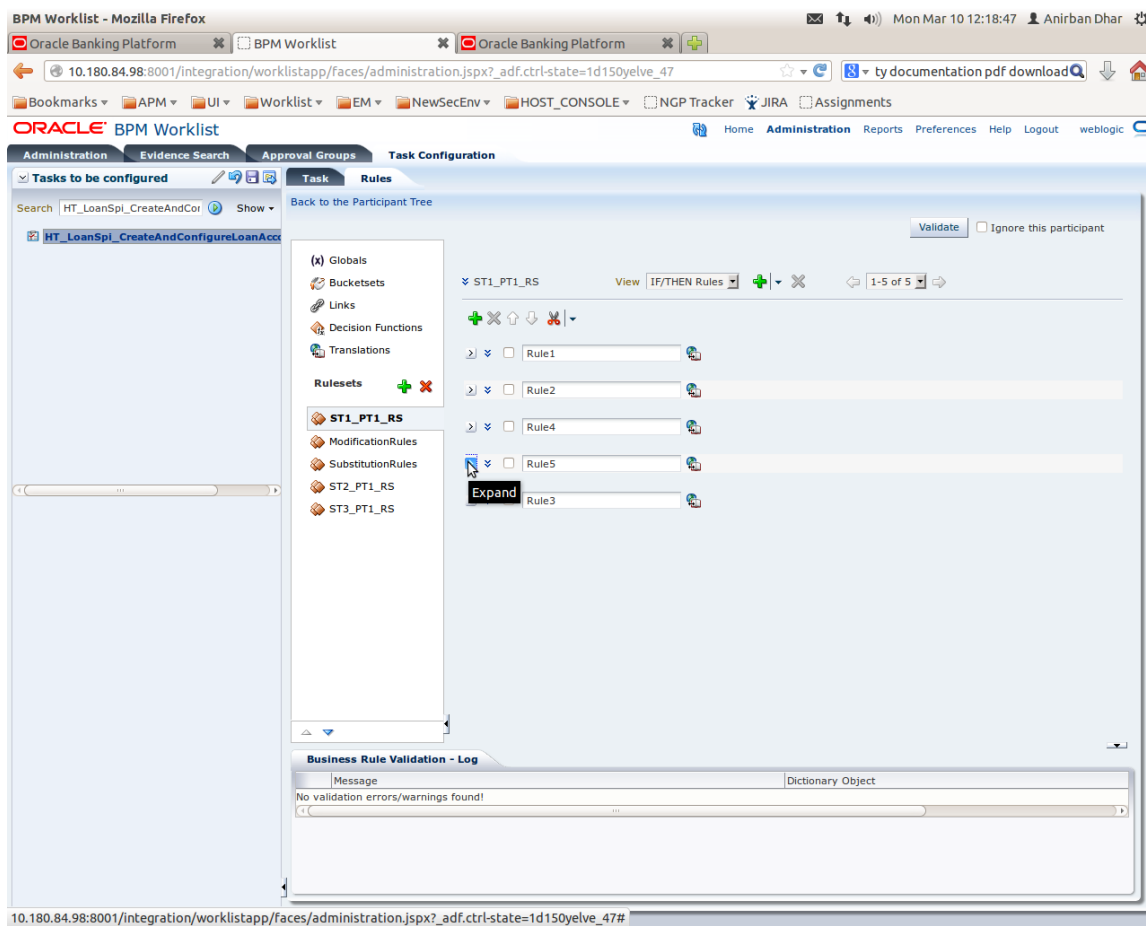 BPM Worklist - Mozilla Firefox
Mon Mar 10 12:18:47 Anirban Dhar
Oracle Banking Platform BPM Worklist Oracle Banking Platform
10.180.84.98:8001/integration/worklistapp/faces/administration.jspx?_adf.ctrl-state=1d150yelve_47 ty documentation pdf download
Bookmarks APM UI Worklist EM NewSecEnv HOST_CONSOLE NGP Tracker JIRA Assignments
ORACLE BPM Worklist
Home Administration Reports Preferences Help Logout weblogic
Administration Evidence Search Approval Groups Task Configuration
Tasks to be configured
Task Rules
Search HT_LoanSpi_CreateAndCor Show
Back to the Participant Tree
Validate Ignore this participant
HT_LoanSpi_CreateAndConfigureLoanAcco
(x) Globals
Bucketsets
ST1_PT1_RS View IF/THEN Rules 1-5 of 5
Links
Decision Functions
Translations
Rule1
Rulesets
Rule2
ST1_PT1_RS
Rule4
ModificationRules
SubstitutionRules
Rule5
ST2_PT1_RS
Expand
Rule3
ST3_PT1_RS
Business Rule Validation - Log
Message Dictionary Object
No validation errors/warnings found!
10.180.84.98:8001/integration/worklistapp/faces/administration.jspx?_adf.ctrl-state=1d150yelve_47#